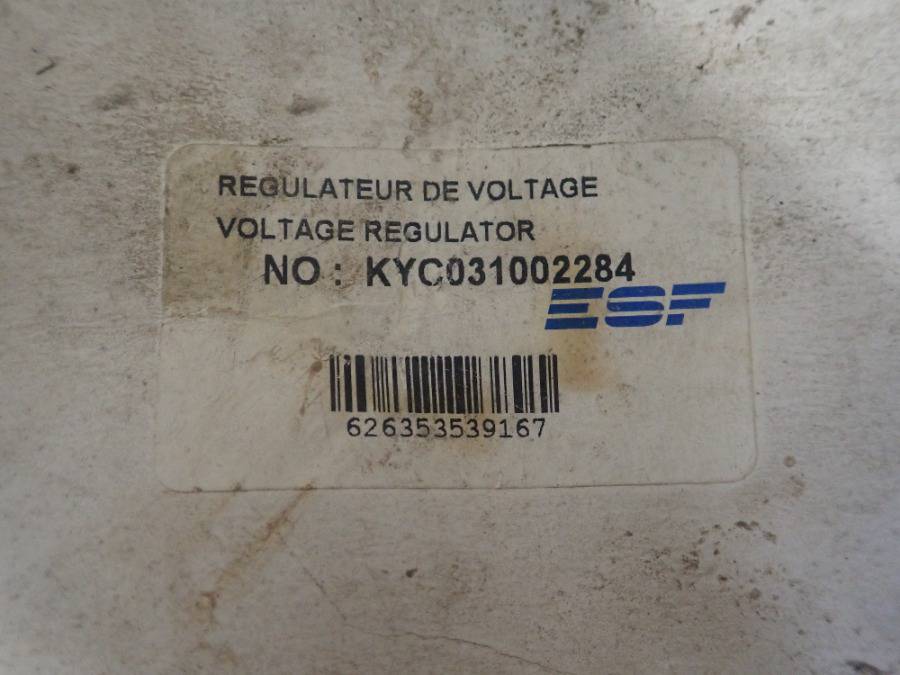 REGULATEUR DE VOLTAGE
VOLTAGE REGULATOR
NO : KYC031002284
ESF
626353539167